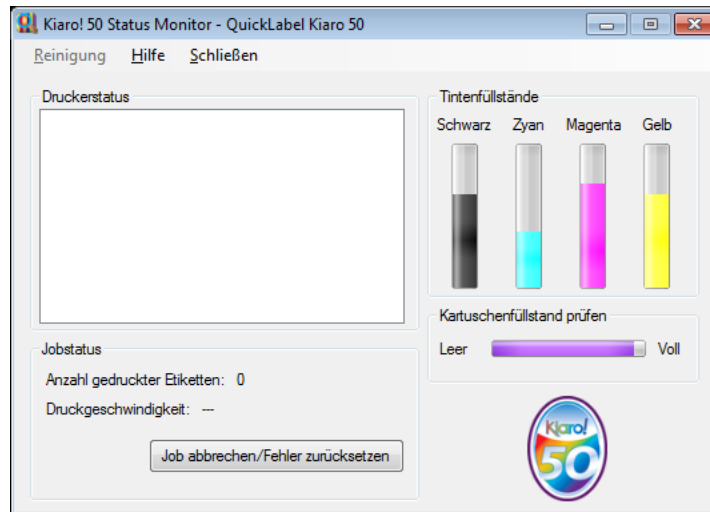 Kiaro! 50 Status Monitor - QuickLabel Kiaro 50
Reinigung Hilfe Schließen
Druckerstatus
Tintenfüllstände
Schwarz Zyan Magenta Gelb
Kartuschenfüllstand prüfen
Leer Voll
Jobstatus
Anzahl gedruckter Etiketten: 0
Druckgeschwindigkeit: ---
Job abbrechen/Fehler zurücksetzen
Kiaro!
50